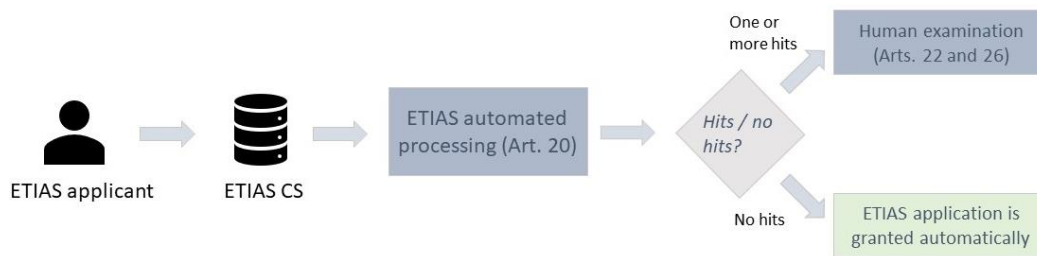 ETIAS applicant
ETIAS CS
ETIAS automated
processing (Art. 20)
Hits / no
hits?
One or
more hits
Human examination
(Arts. 22 and 26)
No hits
ETIAS application is
granted automatically